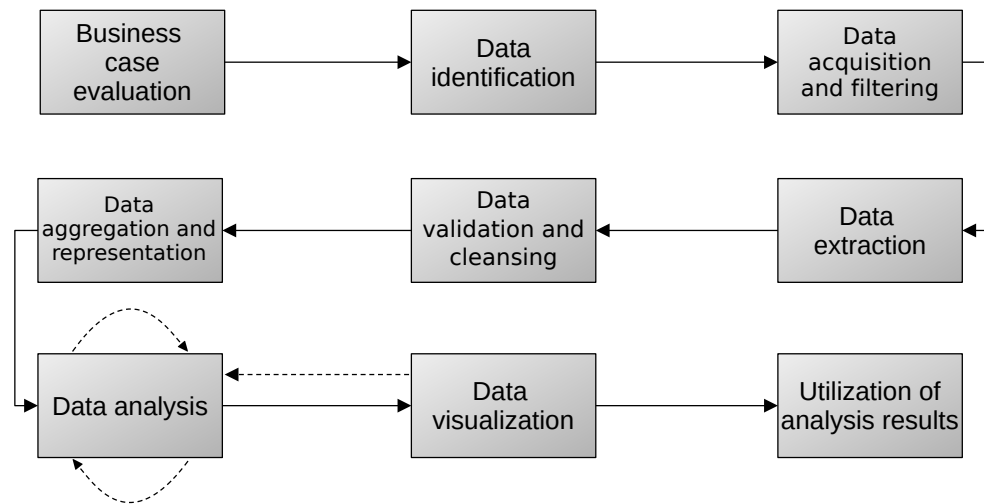 Business
case
evaluation
Data
identification
Data
acquisition
and filtering
Data
aggregation and
representation
Data
validation and
cleansing
Data
extraction
Data analysis
Data
visualization
Utilization of
analysis results